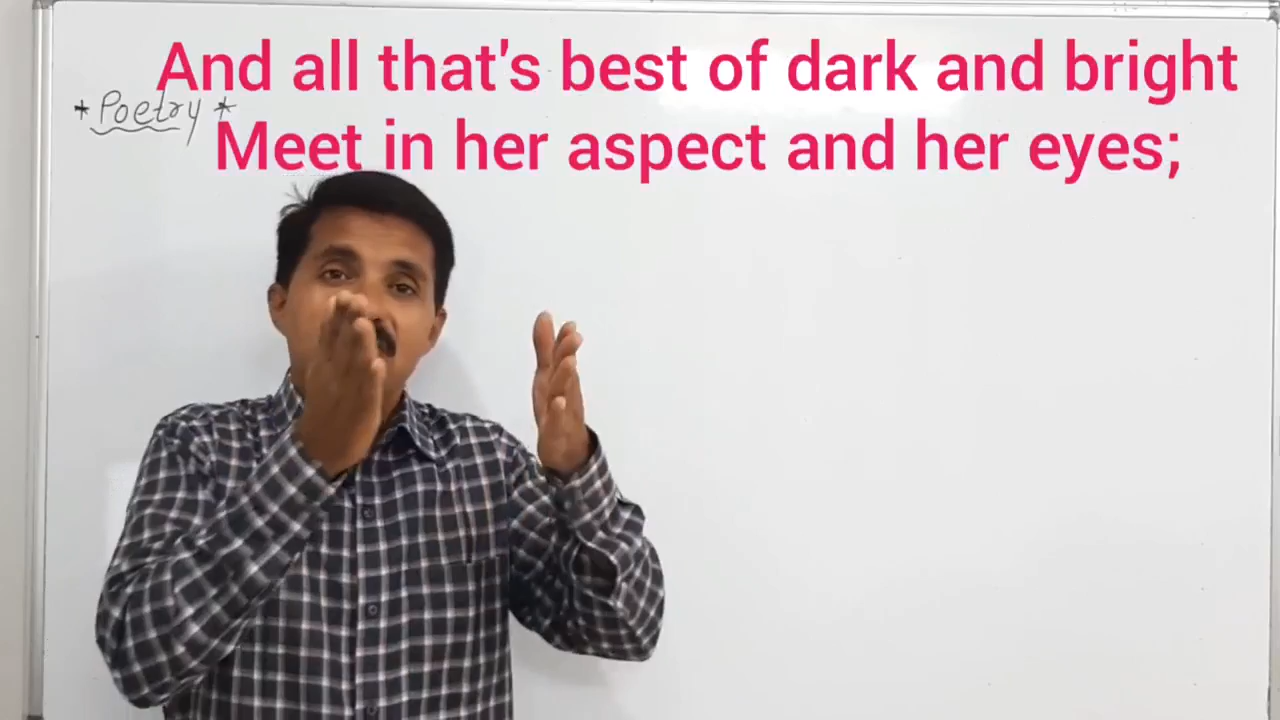 And all that's best of dark and bright
*Poetry*
Meet in her aspect and her eyes;